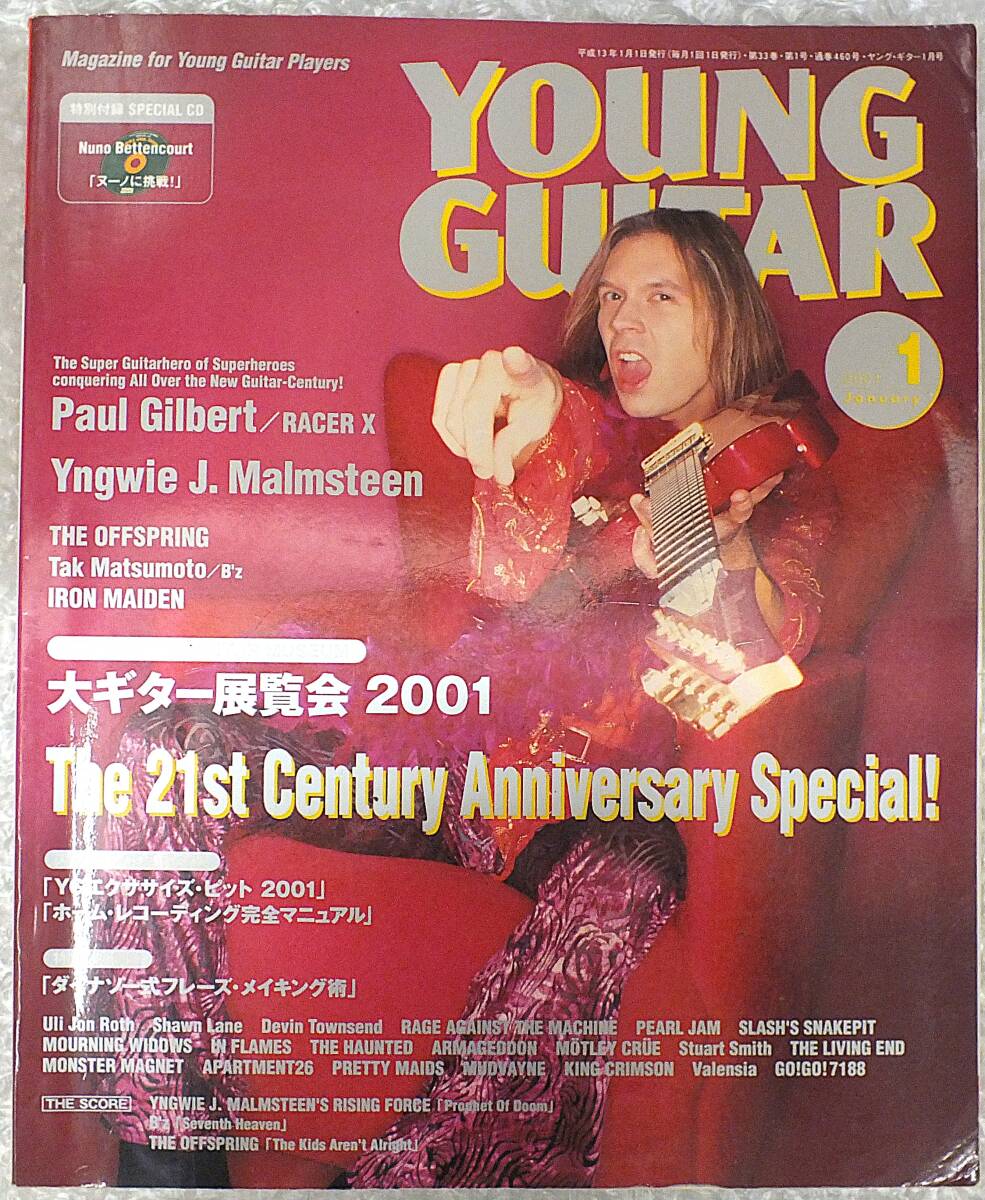 平成13年1月1日発行(毎月1回1日発行)・第33巻・第1号・通巻460号・ヤング・ギター1月号
Magazine for Young Guitar Players
YOUNG
GUITAR
特別付録 SPECIAL CD
Nuno Bettencourt
「ヌーノに挑戦!」
1
2001
January
The Super Guitarhero of Superheroes
conquering All Over the New Guitar-Century!
Paul Gilbert/RACER X
Yngwie J. Malmsteen
THE OFFSPRING
Tak Matsumoto/B'z
IRON MAIDEN
大ギター展覧会 2001
The 21st Century Anniversary Special!
「YGエクササイズ・ピット 2001」
「ホーム・レコーディング完全マニュアル」
「ダイナソー式フレーズ・メイキング術」
Uli Jon Roth Shawn Lane Devin Townsend RAGE AGAINST THE MACHINE PEARL JAM SLASH'S SNAKEPIT
MOURNING WIDOWS IN FLAMES THE HAUNTED ARMAGEDDON MÖTLEY CRÜE Stuart Smith THE LIVING END
MONSTER MAGNET APARTMENT26 PRETTY MAIDS MUDVAYNE KING CRIMSON Valensia GO!GO!7188
THE SCORE YNGWIE J. MALMSTEEN'S RISING FORCE「Prophet Of Doom」
B'z「Seventh Heaven」
THE OFFSPRING「The Kids Aren't Alright」